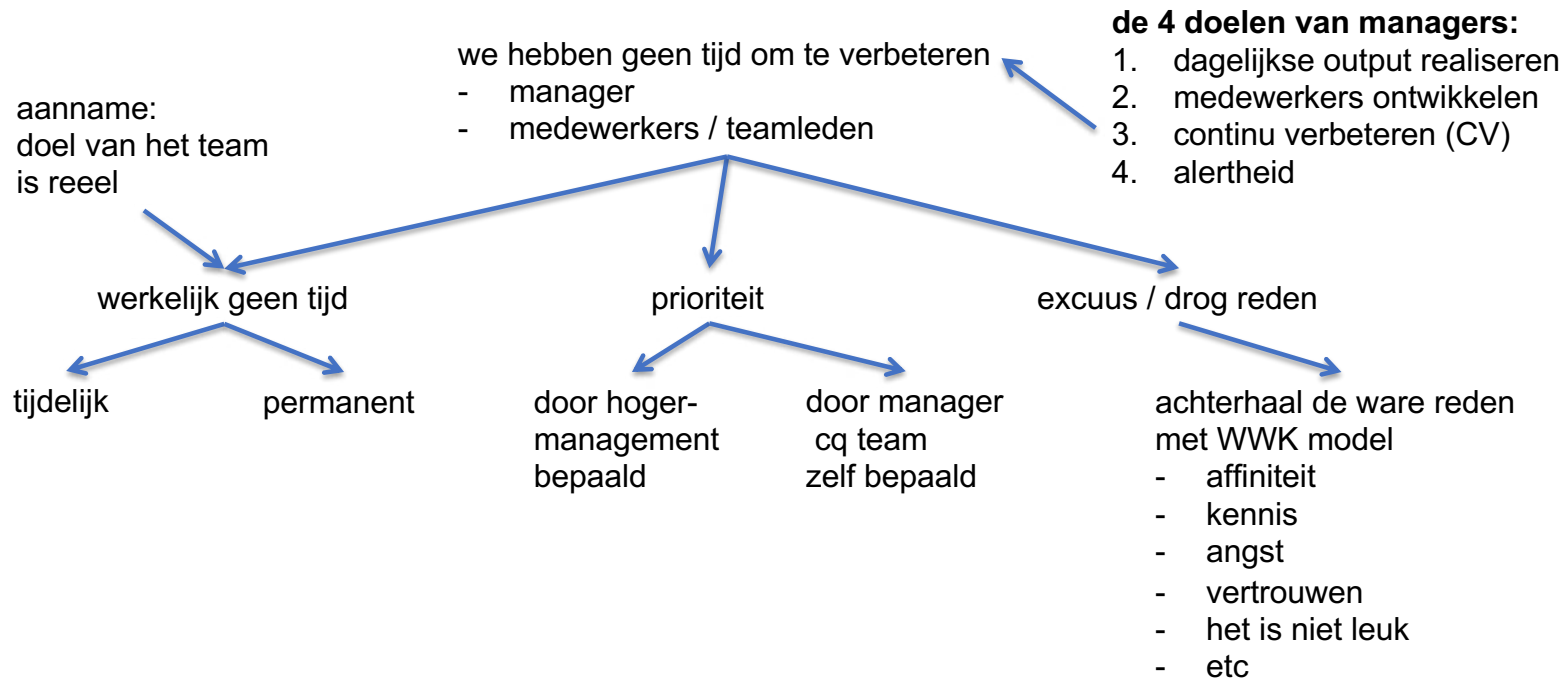 de 4 doelen van managers:
1. dagelijkse output realiseren
2. medewerkers ontwikkelen
3. continu verbeteren (CV)
4. alertheid
we hebben geen tijd om te verbeteren
- manager
- medewerkers / teamleden
aanname:
doel van het team
is reeel
werkelijk geen tijd
prioriteit
excuus / drog reden
tijdelijk
permanent
door hoger-
management
bepaald
door manager
cq team
zelf bepaald
achterhaal de ware reden
met WWK model
- affiniteit
- kennis
- angst
- vertrouwen
- het is niet leuk
- etc